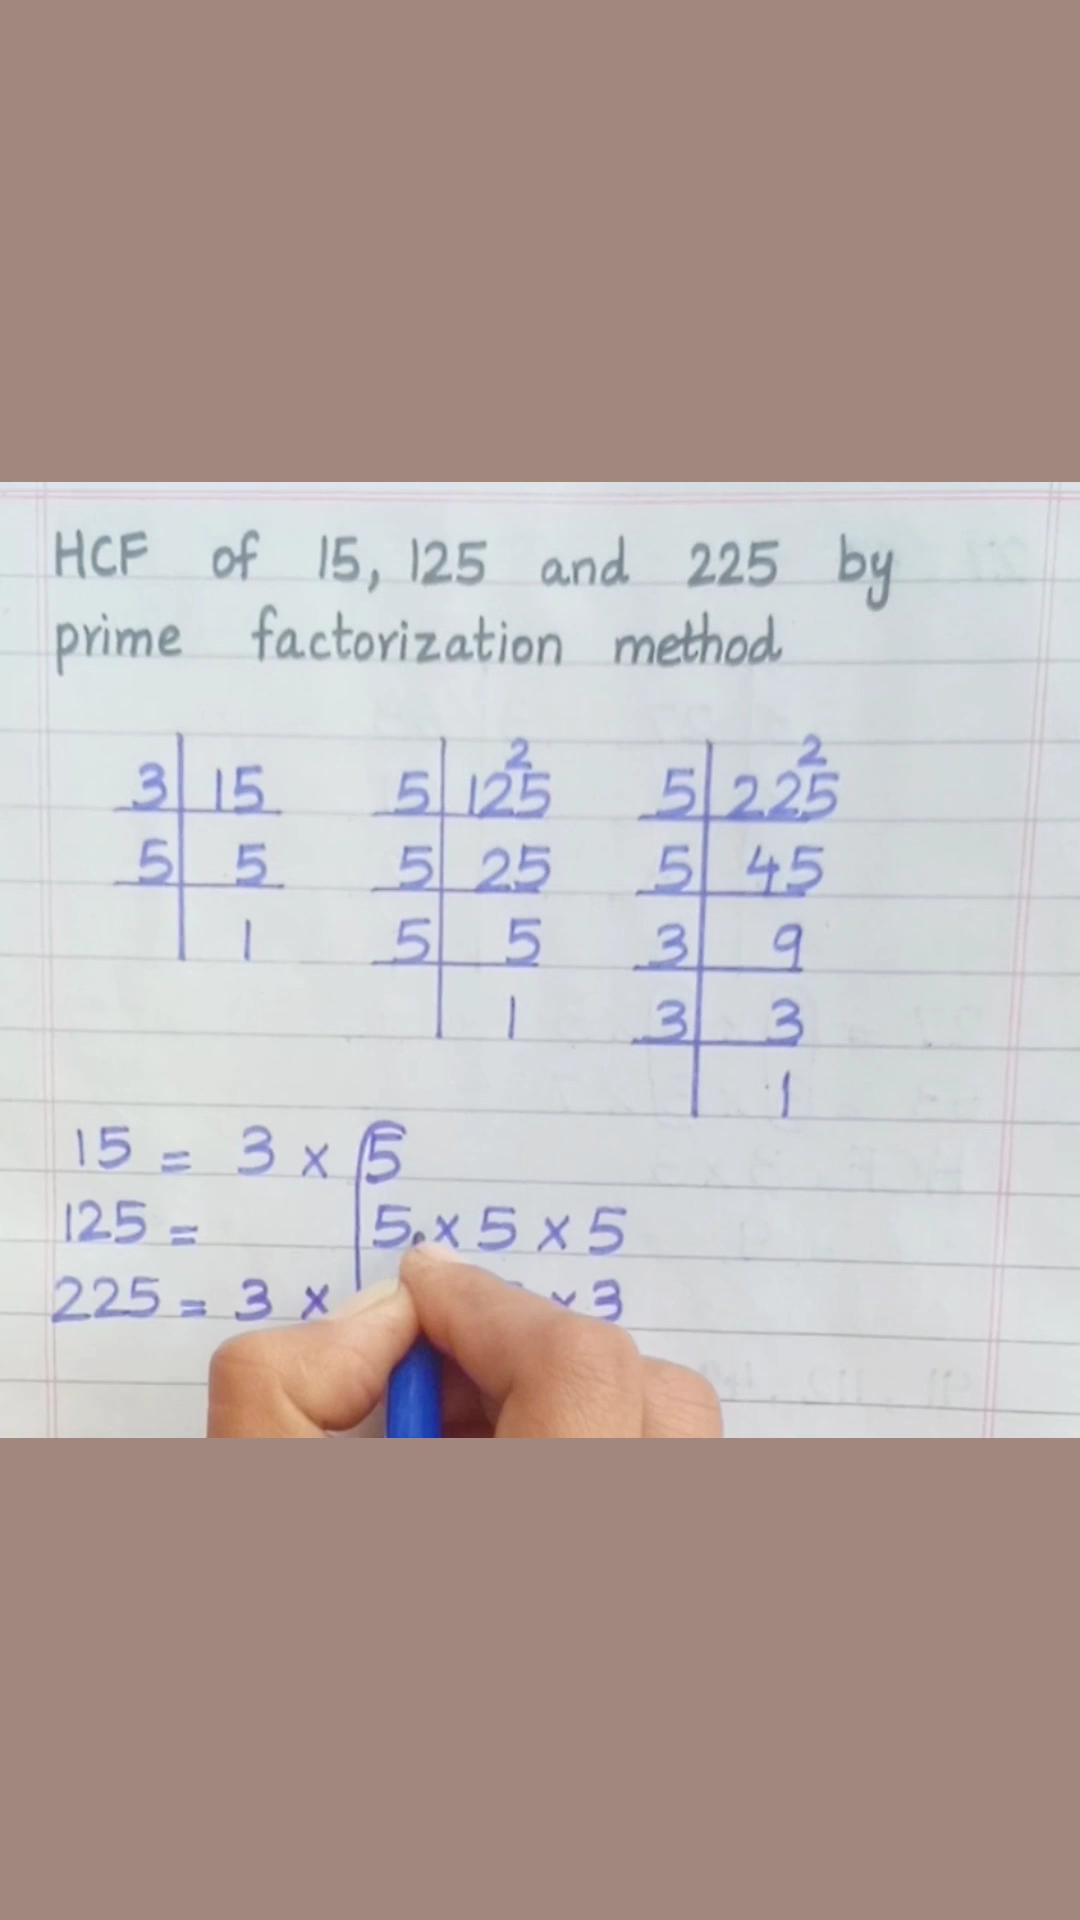 HCF of 15, 125 and 225 by
prime factorization method
3 | 15
5 | 5
1
5 | 125
2
5 | 25
5 | 5
1
5 | 225
2
5 | 45
3 | 9
3 | 3
1
15 = 3 × 5
125 = 5 × 5 × 5
225 = 3 × × 3